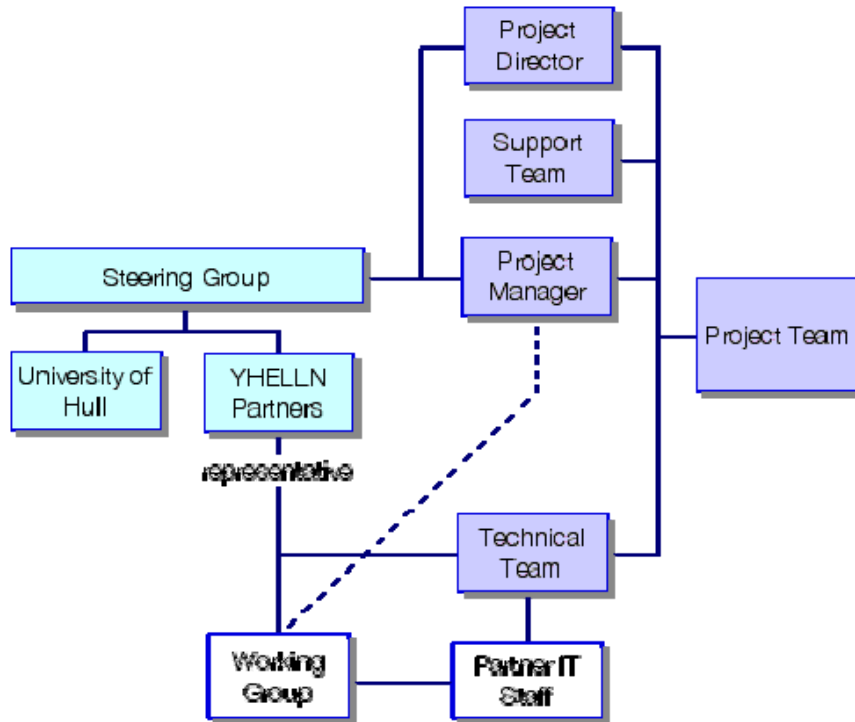 Project
Director
Support
Team
Steering Group
Project
Manager
Project Team
University of
Hull
YHELLN
Partners
representative
Technical
Team
Working
Group
Partner IT
Staff